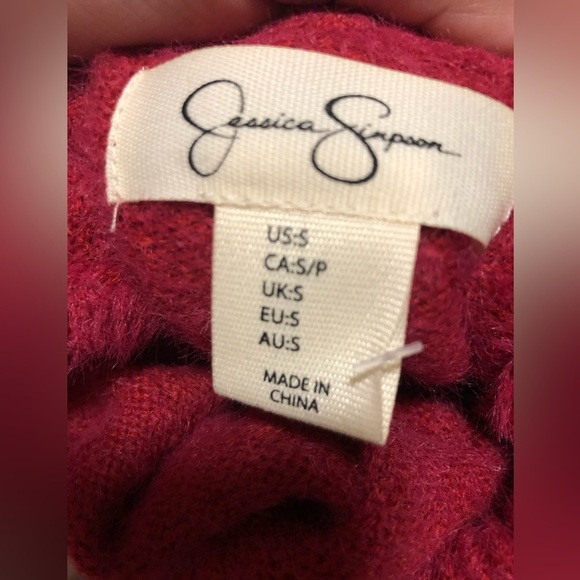 Jessica Simpson
US:S
CA:S/P
UK:S
EU:S
AU:S
MADE IN
CHINA